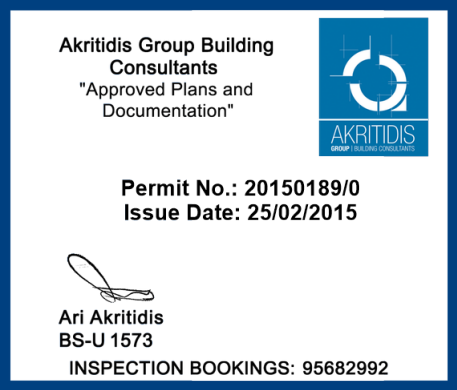 Akritidis Group Building
Consultants
"Approved Plans and
Documentation"
AKRITIDIS
GROUP | BUILDING CONSULTANTS
Permit No.: 20150189/0
Issue Date: 25/02/2015
Ari Akritidis
BS-U 1573
INSPECTION BOOKINGS: 95682992